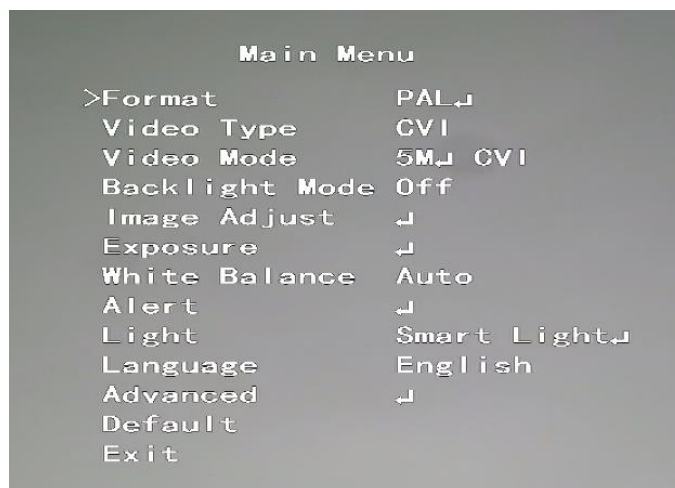 Main Menu
>Format PAL↵
Video Type CVI
Video Mode 5M↵ CVI
Backlight Mode Off
Image Adjust ↵
Exposure ↵
White Balance Auto
Alert ↵
Light Smart Light↵
Language English
Advanced ↵
Default
Exit